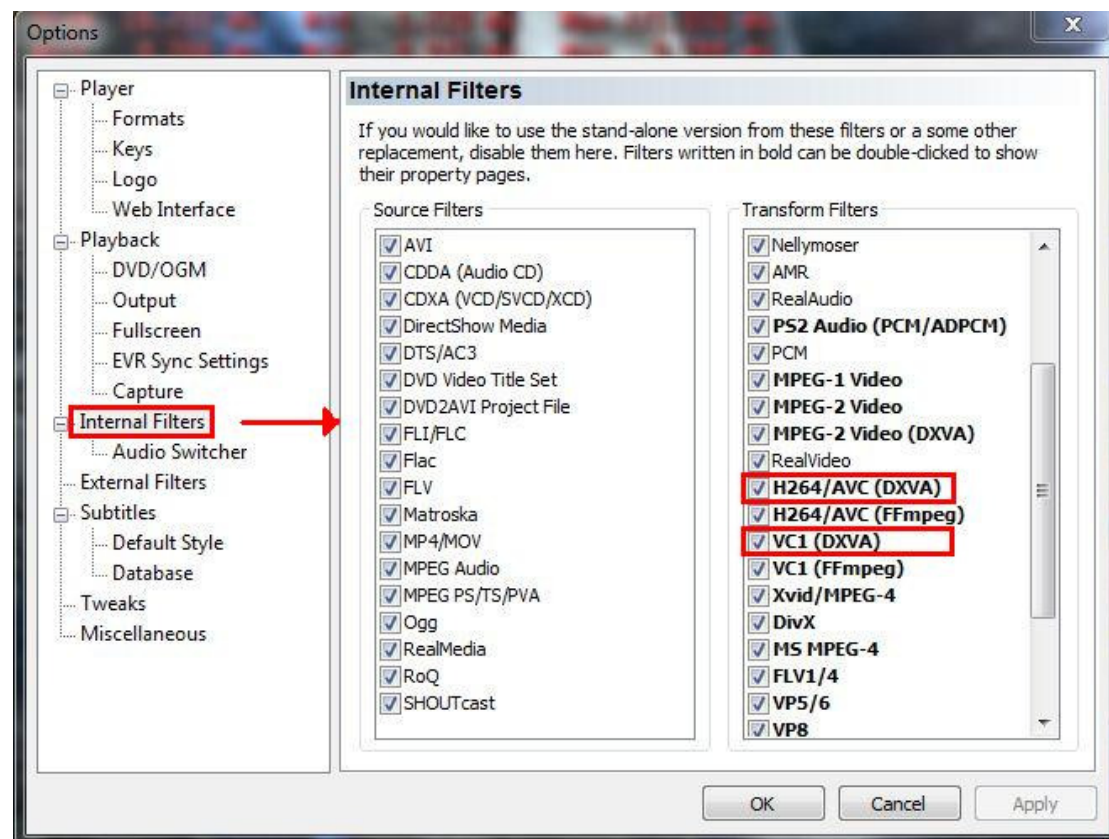 Options
X
Player
Formats
Keys
Logo
Web Interface
Playback
DVD/OGM
Output
Fullscreen
EVR Sync Settings
Capture
Internal Filters
Audio Switcher
External Filters
Subtitles
Default Style
Database
Tweaks
Miscellaneous
Internal Filters
If you would like to use the stand-alone version from these filters or a some other
replacement, disable them here. Filters written in bold can be double-clicked to show
their property pages.
Source Filters
AVI
CDDA (Audio CD)
CDXA (VCD/SVCD/XCD)
DirectShow Media
DTS/AC3
DVD Video Title Set
DVD2AVI Project File
FLI/FLC
Flac
FLV
Matroska
MP4/MOV
MPEG Audio
MPEG PS/TS/PVA
Ogg
RealMedia
RoQ
SHOUTcast
Transform Filters
Nellymoser
AMR
RealAudio
PS2 Audio (PCM/ADPCM)
PCM
MPEG-1 Video
MPEG-2 Video
MPEG-2 Video (DXVA)
RealVideo
H264/AVC (DXVA)
H264/AVC (FFmpeg)
VC1 (DXVA)
VC1 (FFmpeg)
Xvid/MPEG-4
DivX
MS MPEG-4
FLV1/4
VP5/6
VP8
OK
Cancel
Apply